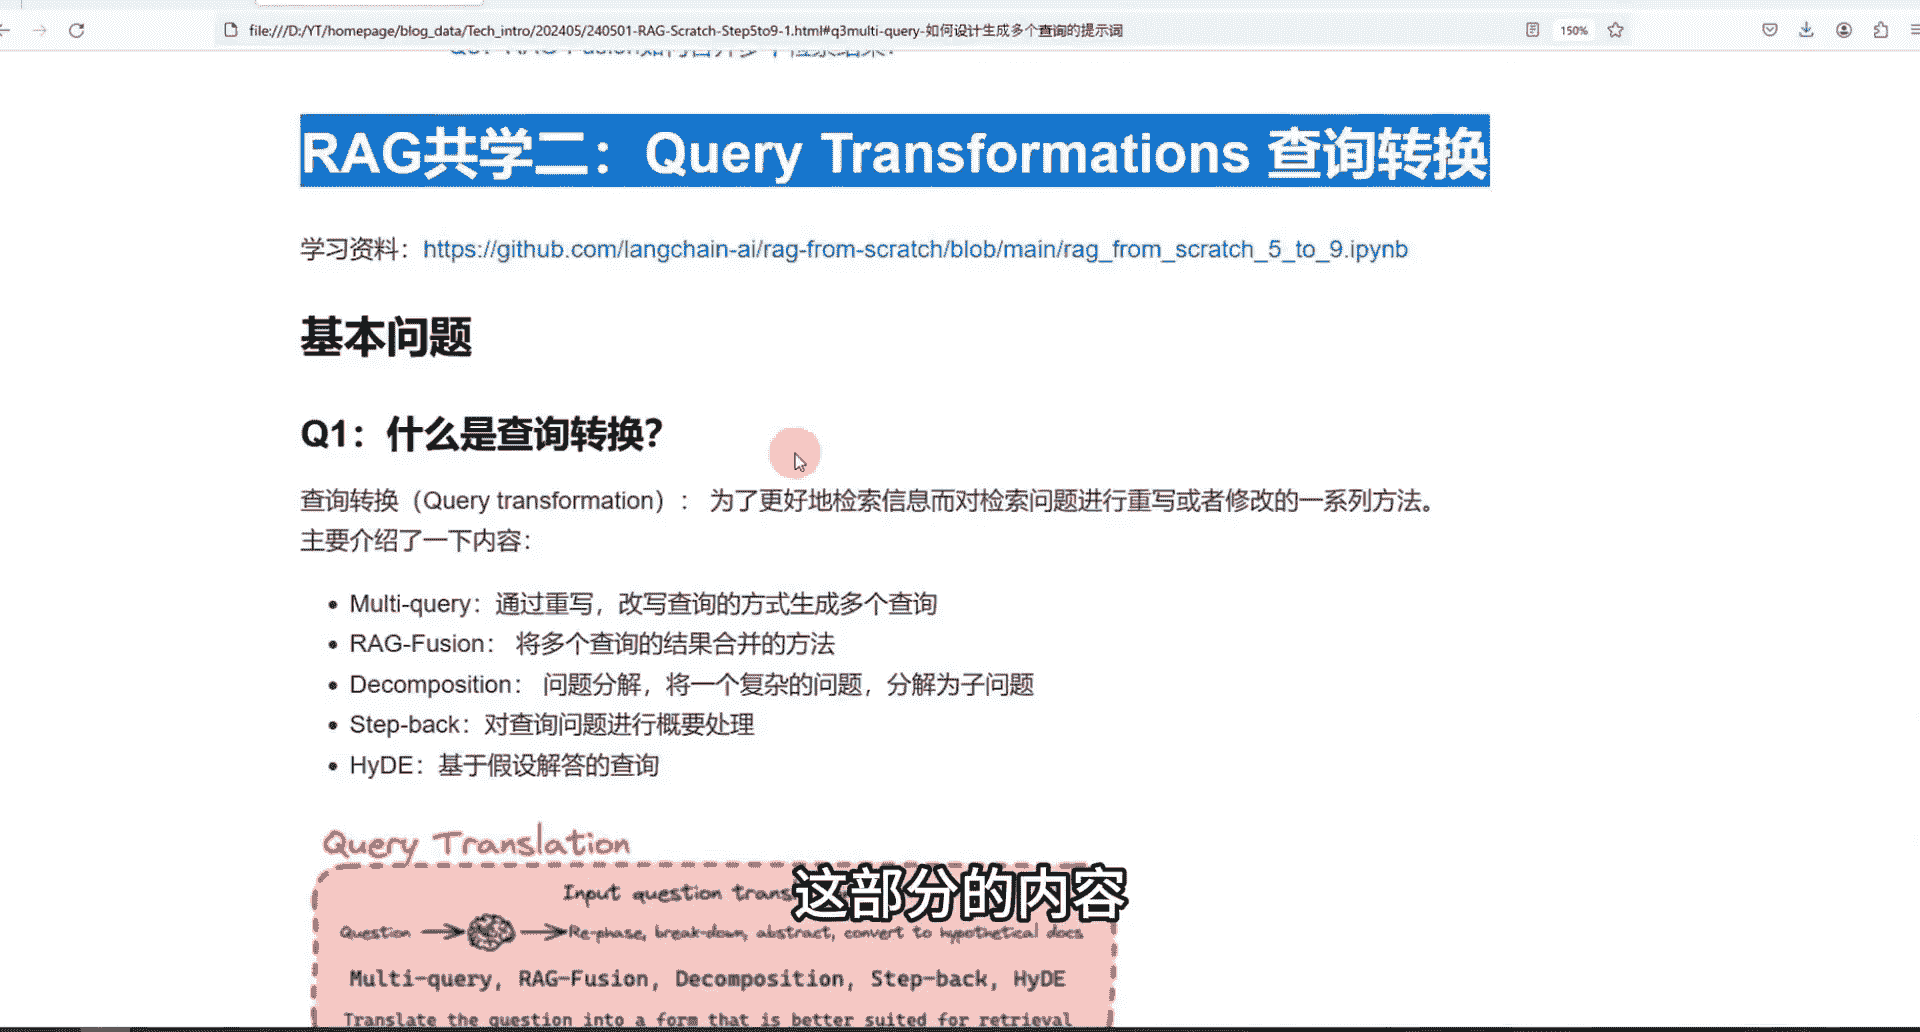 file:///D:/YT/homepage/blog_data/Tech_intro/202405/240501-RAG-Scratch-Step5to9-1.html#q3multi-query-如何设计生成多个查询的提示词
150%
RAG共学二：Query Transformations 查询转换
学习资料：https://github.com/langchain-ai/rag-from-scratch/blob/main/rag_from_scratch_5_to_9.ipynb
基本问题
Q1：什么是查询转换？
查询转换（Query transformation）： 为了更好地检索信息而对检索问题进行重写或者修改的一系列方法。
主要介绍了一下内容：
Multi-query：通过重写，改写查询的方式生成多个查询
RAG-Fusion： 将多个查询的结果合并的方法
Decomposition： 问题分解，将一个复杂的问题，分解为子问题
Step-back：对查询问题进行概要处理
HyDE：基于假设解答的查询
Query Translation
Input question
这部分的内容
Question
Re-phase, break-down, abstract, convert to hypothetical docs
Multi-query, RAG-Fusion, Decomposition, Step-back, HyDE
Translate the question into a form that is better suited for retrieval